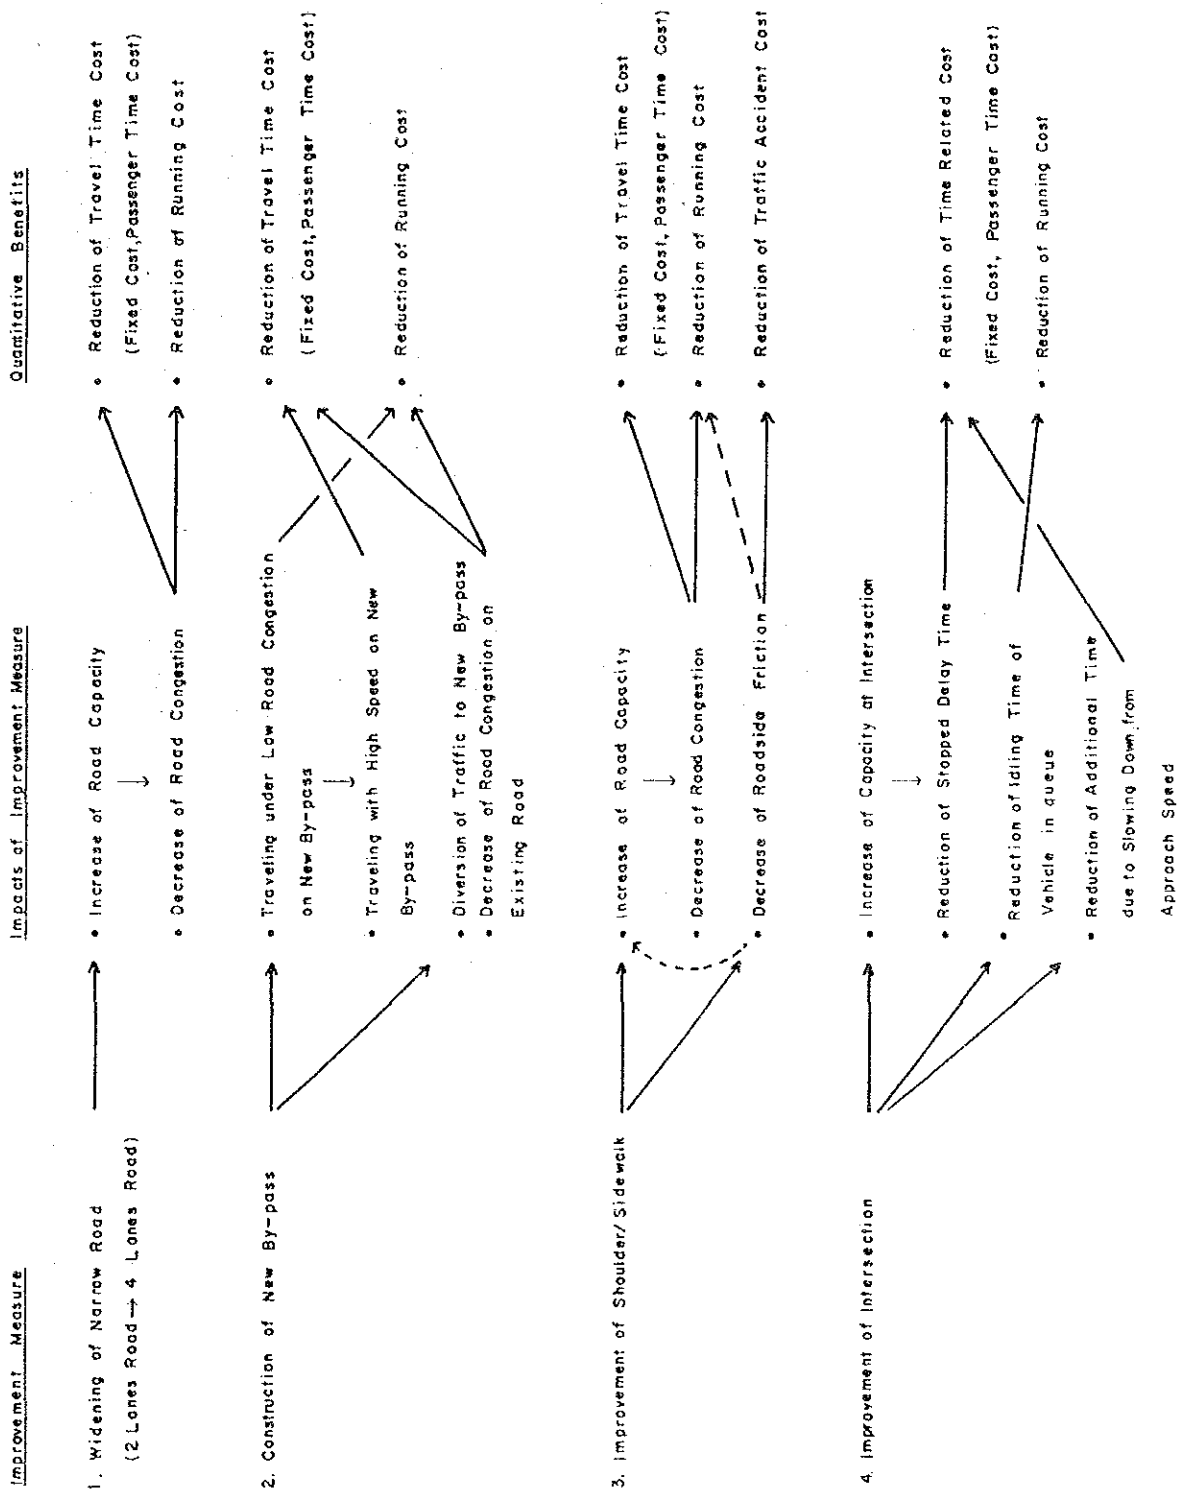 Improvement Measure
Impacts of Improvement Measure
Quantitative Benefits
1. Widening of Narrow Road
(2 Lanes Road → 4 Lanes Road)
• Increase of Road Capacity
• Decrease of Road Congestion
• Reduction of Travel Time Cost
(Fixed Cost, Passenger Time Cost)
• Reduction of Running Cost
2. Construction of New By-pass
• Traveling under Low Road Congestion
on New By-pass
• Traveling with High Speed on New
By-pass
• Diversion of Traffic to New By-pass
• Decrease of Road Congestion on
Existing Road
• Reduction of Travel Time Cost
(Fixed Cost, Passenger Time Cost)
• Reduction of Running Cost
3. Improvement of Shoulder/Sidewalk
• Increase of Road Capacity
• Decrease of Road Congestion
• Decrease of Roadside Friction
• Reduction of Travel Time Cost
(Fixed Cost, Passenger Time Cost)
• Reduction of Running Cost
• Reduction of Traffic Accident Cost
4. Improvement of Intersection
• Increase of Capacity at Intersection
• Reduction of Stopped Delay Time
• Reduction of Idling Time of
Vehicle in queue
• Reduction of Additional Time
due to Slowing Down from
Approach Speed
• Reduction of Time Related Cost
(Fixed Cost, Passenger Time Cost)
• Reduction of Running Cost